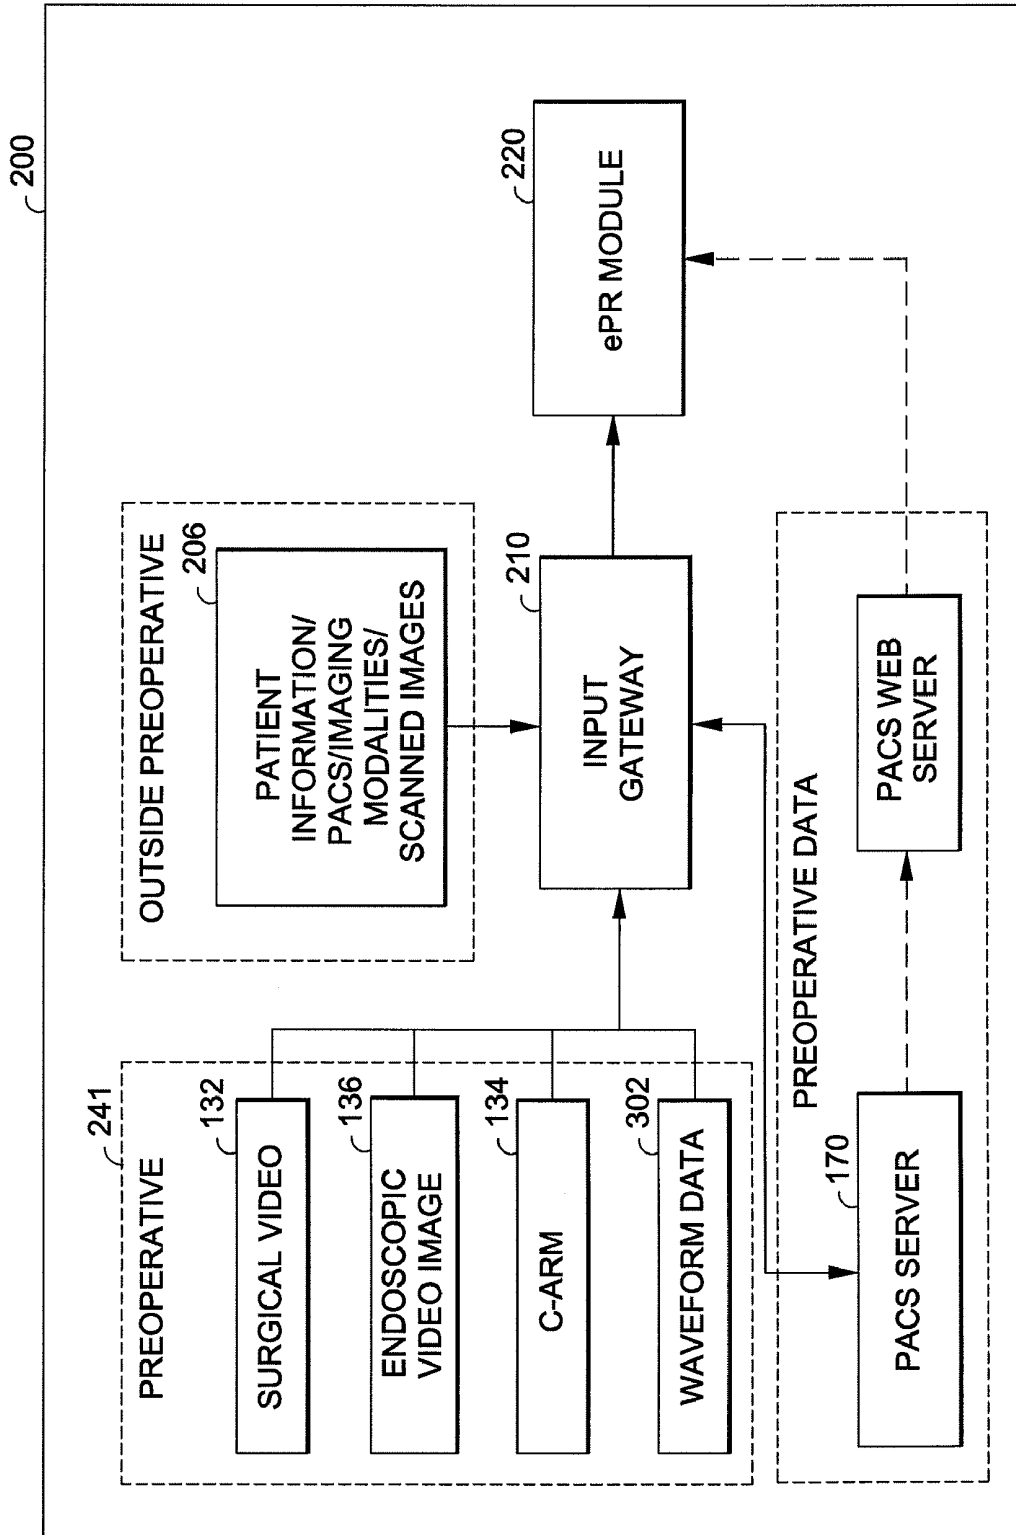 200
241
PREOPERATIVE
132
SURGICAL VIDEO
136
ENDOSCOPIC
VIDEO IMAGE
134
C-ARM
302
WAVEFORM DATA
OUTSIDE PREOPERATIVE
206
PATIENT
INFORMATION/
PACS/IMAGING
MODALITIES/
SCANNED IMAGES
210
INPUT
GATEWAY
220
ePR MODULE
PREOPERATIVE DATA
170
PACS SERVER
PACS WEB
SERVER